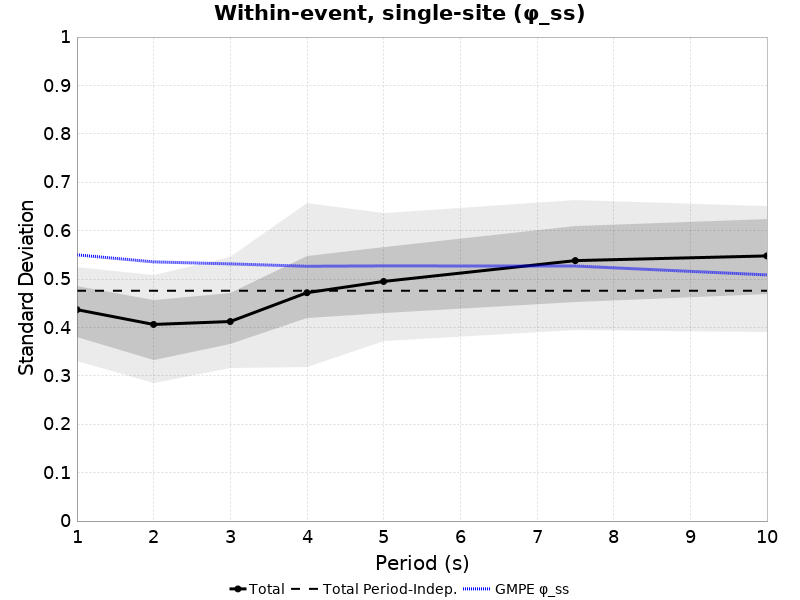 Within-event, single-site (φ_ss)
1
0.9
0.8
0.7
0.6
0.5
0.4
0.3
0.2
0.1
0
Standard Deviation
1 2 3 4 5 6 7 8 9 10
Period (s)
Total Total Period-Indep. GMPE φ_ss